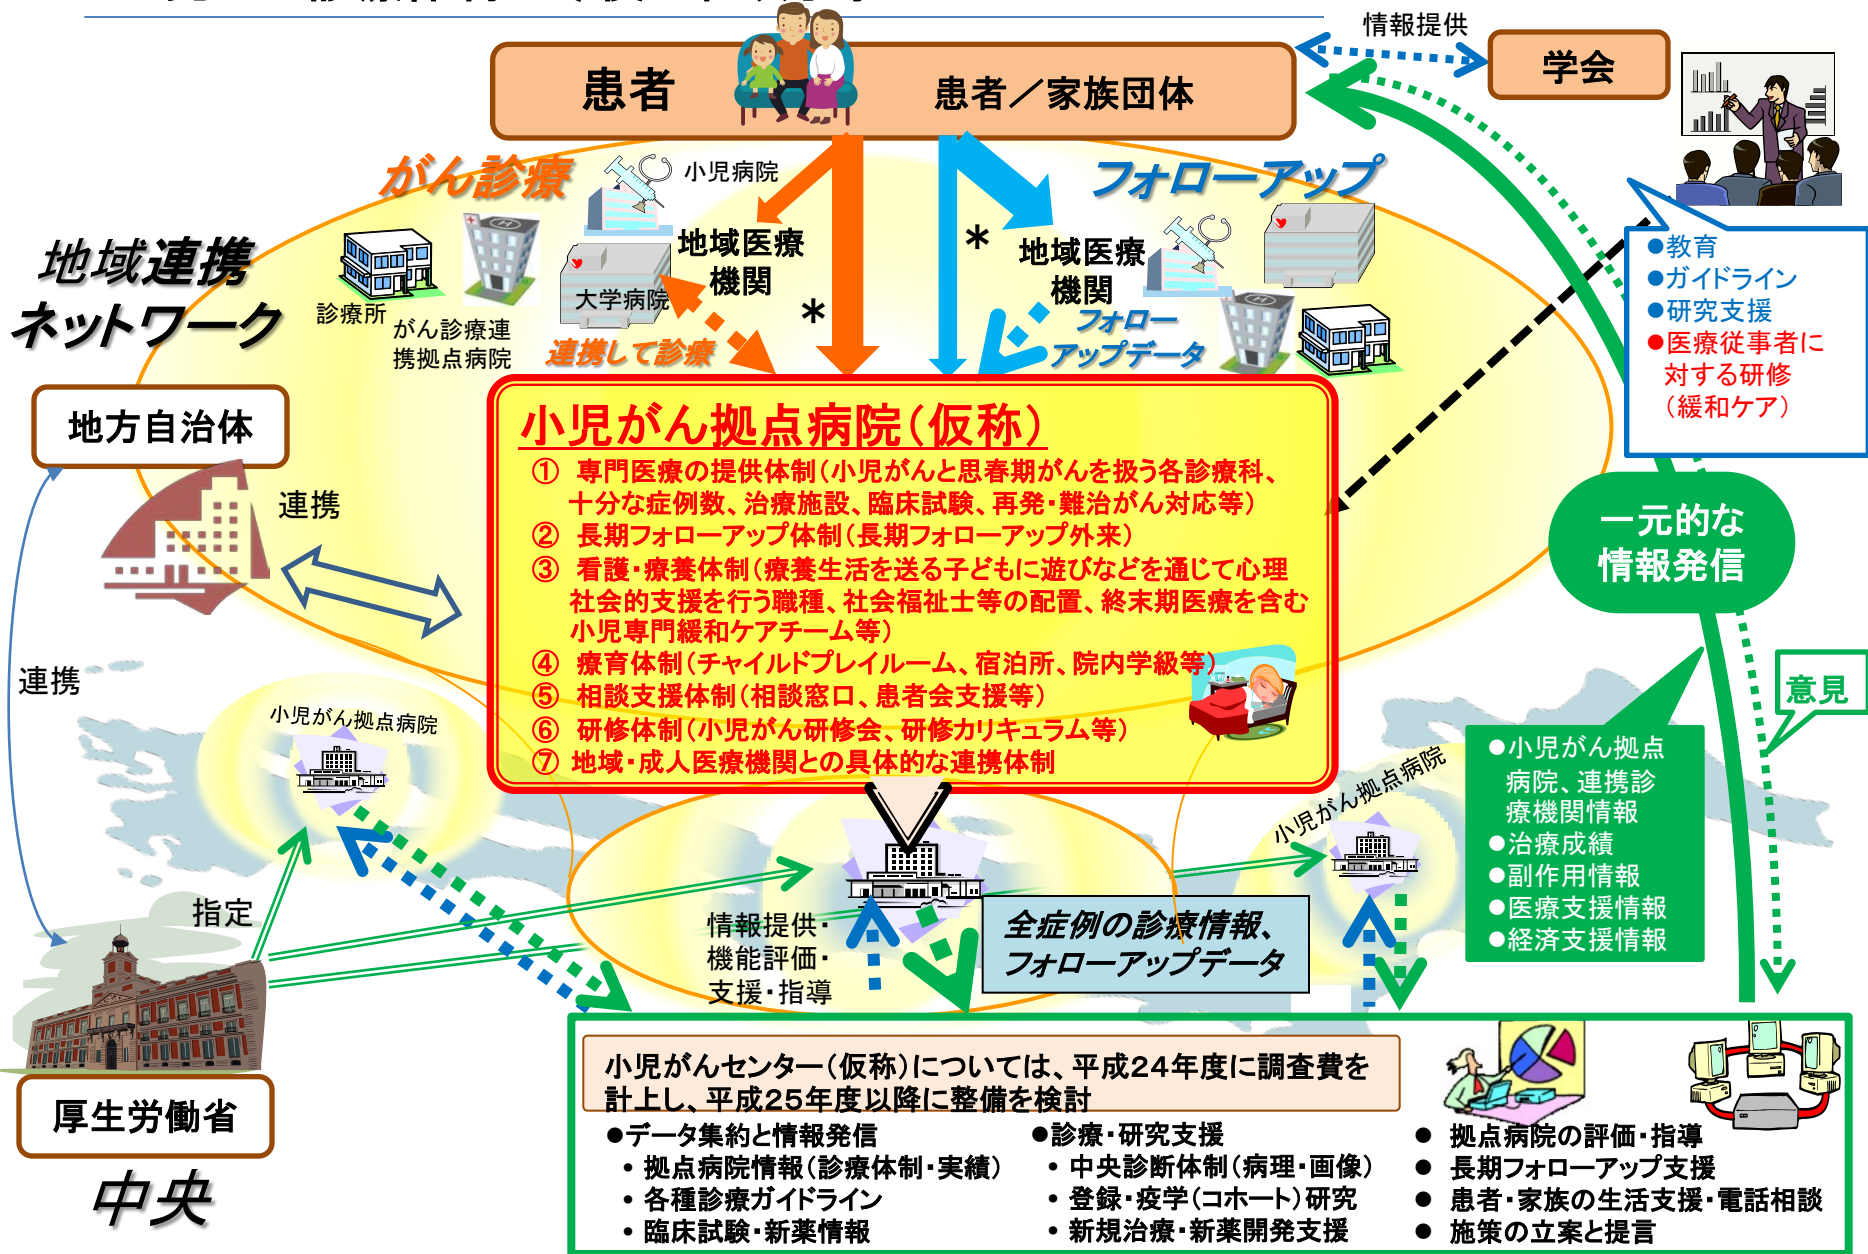 情報提供
学会
患者
患者／家族団体
がん診療
小児病院
フォローアップ
地域医療
機関
*
*
地域医療
機関
地域連携
ネットワーク
診療所
がん診療連
携拠点病院
大学病院
連携して診療
フォロー
アップデータ
●教育
●ガイドライン
●研究支援
●医療従事者に
対する研修
（緩和ケア）
地方自治体
連携
連携
小児がん拠点病院（仮称）
① 専門医療の提供体制（小児がんと思春期がんを扱う各診療科、
十分な症例数、治療施設、臨床試験、再発・難治がん対応等）
② 長期フォローアップ体制（長期フォローアップ外来）
③ 看護・療養体制（療養生活を送る子どもに遊びなどを通じて心理
社会的支援を行う職種、社会福祉士等の配置、終末期医療を含む
小児専門緩和ケアチーム等）
④ 療育体制（チャイルドプレイルーム、宿泊所、院内学級等）
⑤ 相談支援体制（相談窓口、患者会支援等）
⑥ 研修体制（小児がん研修会、研修カリキュラム等）
⑦ 地域・成人医療機関との具体的な連携体制
一元的な
情報発信
意見
小児がん拠点病院
小児がん拠点病院
●小児がん拠点
病院、連携診
療機関情報
●治療成績
●副作用情報
●医療支援情報
●経済支援情報
指定
情報提供・
機能評価・
支援・指導
全症例の診療情報、
フォローアップデータ
厚生労働省
中央
小児がんセンター（仮称）については、平成24年度に調査費を
計上し、平成25年度以降に整備を検討
●データ集約と情報発信
• 拠点病院情報（診療体制・実績）
• 各種診療ガイドライン
• 臨床試験・新薬情報
●診療・研究支援
• 中央診断体制（病理・画像）
• 登録・疫学（コホート）研究
• 新規治療・新薬開発支援
● 拠点病院の評価・指導
● 長期フォローアップ支援
● 患者・家族の生活支援・電話相談
● 施策の立案と提言